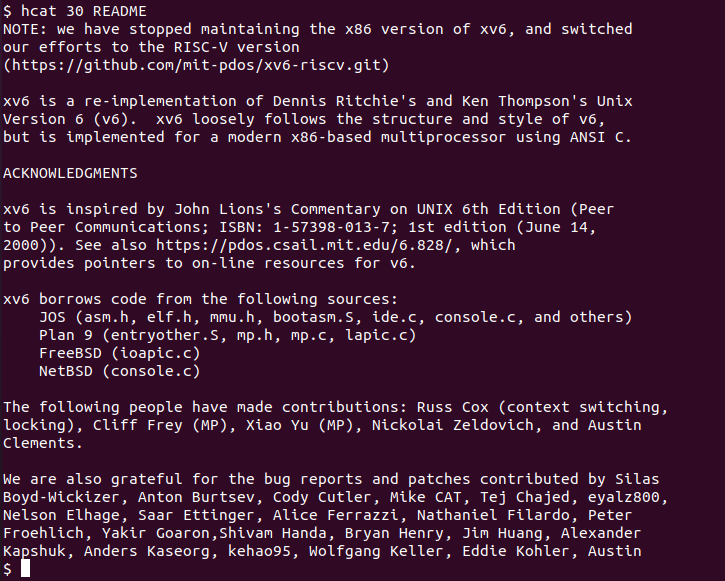 $ hcat 30 README
NOTE: we have stopped maintaining the x86 version of xv6, and switched
our efforts to the RISC-V version
(https://github.com/mit-pdos/xv6-riscv.git)
xv6 is a re-implementation of Dennis Ritchie's and Ken Thompson's Unix
Version 6 (v6).  xv6 loosely follows the structure and style of v6,
but is implemented for a modern x86-based multiprocessor using ANSI C.
ACKNOWLEDGMENTS
xv6 is inspired by John Lions's Commentary on UNIX 6th Edition (Peer
to Peer Communications; ISBN: 1-57398-013-7; 1st edition (June 14,
2000)). See also https://pdos.csail.mit.edu/6.828/, which
provides pointers to on-line resources for v6.
xv6 borrows code from the following sources:
    JOS (asm.h, elf.h, mmu.h, bootasm.S, ide.c, console.c, and others)
    Plan 9 (entryother.S, mp.h, mp.c, lapic.c)
    FreeBSD (ioapic.c)
    NetBSD (console.c)
The following people have made contributions: Russ Cox (context switching,
locking), Cliff Frey (MP), Xiao Yu (MP), Nickolai Zeldovich, and Austin
Clements.
We are also grateful for the bug reports and patches contributed by Silas
Boyd-Wickizer, Anton Burtsev, Cody Cutler, Mike CAT, Tej Chajed, eyalz800,
Nelson Elhage, Saar Ettinger, Alice Ferrazzi, Nathaniel Filardo, Peter
Froehlich, Yakir Goaron,Shivam Handa, Bryan Henry, Jim Huang, Alexander
Kapshuk, Anders Kaseorg, kehao95, Wolfgang Keller, Eddie Kohler, Austin
$